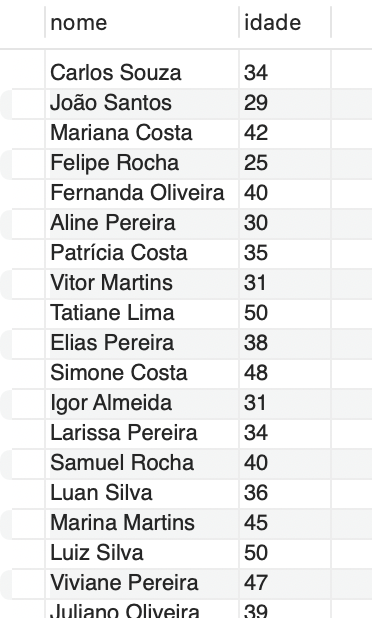 nome idade
Carlos Souza 34
João Santos 29
Mariana Costa 42
Felipe Rocha 25
Fernanda Oliveira 40
Aline Pereira 30
Patrícia Costa 35
Vitor Martins 31
Tatiane Lima 50
Elias Pereira 38
Simone Costa 48
Igor Almeida 31
Larissa Pereira 34
Samuel Rocha 40
Luan Silva 36
Marina Martins 45
Luiz Silva 50
Viviane Pereira 47
Juliano Oliveira 39